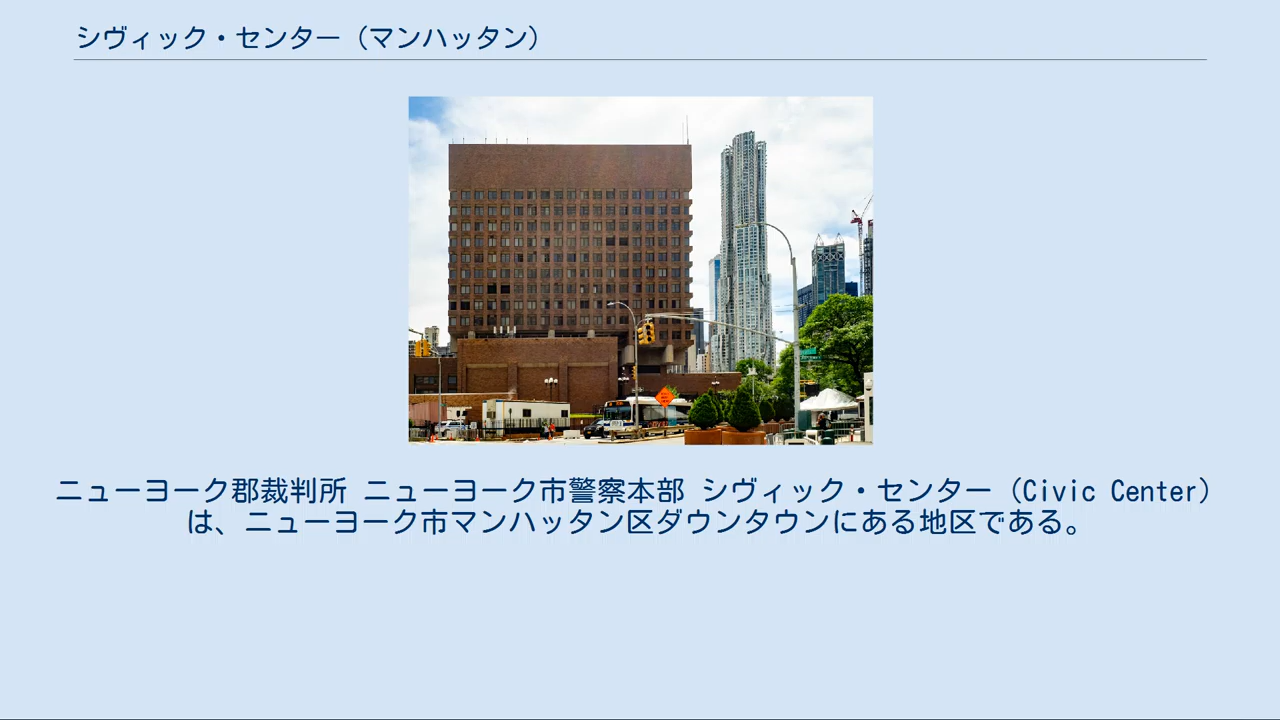 シヴィック・センター（マンハッタン）
ニューヨーク郡裁判所 ニューヨーク市警察本部 シヴィック・センター（Civic Center）
は、ニューヨーク市マンハッタン区ダウンタウンにある地区である。